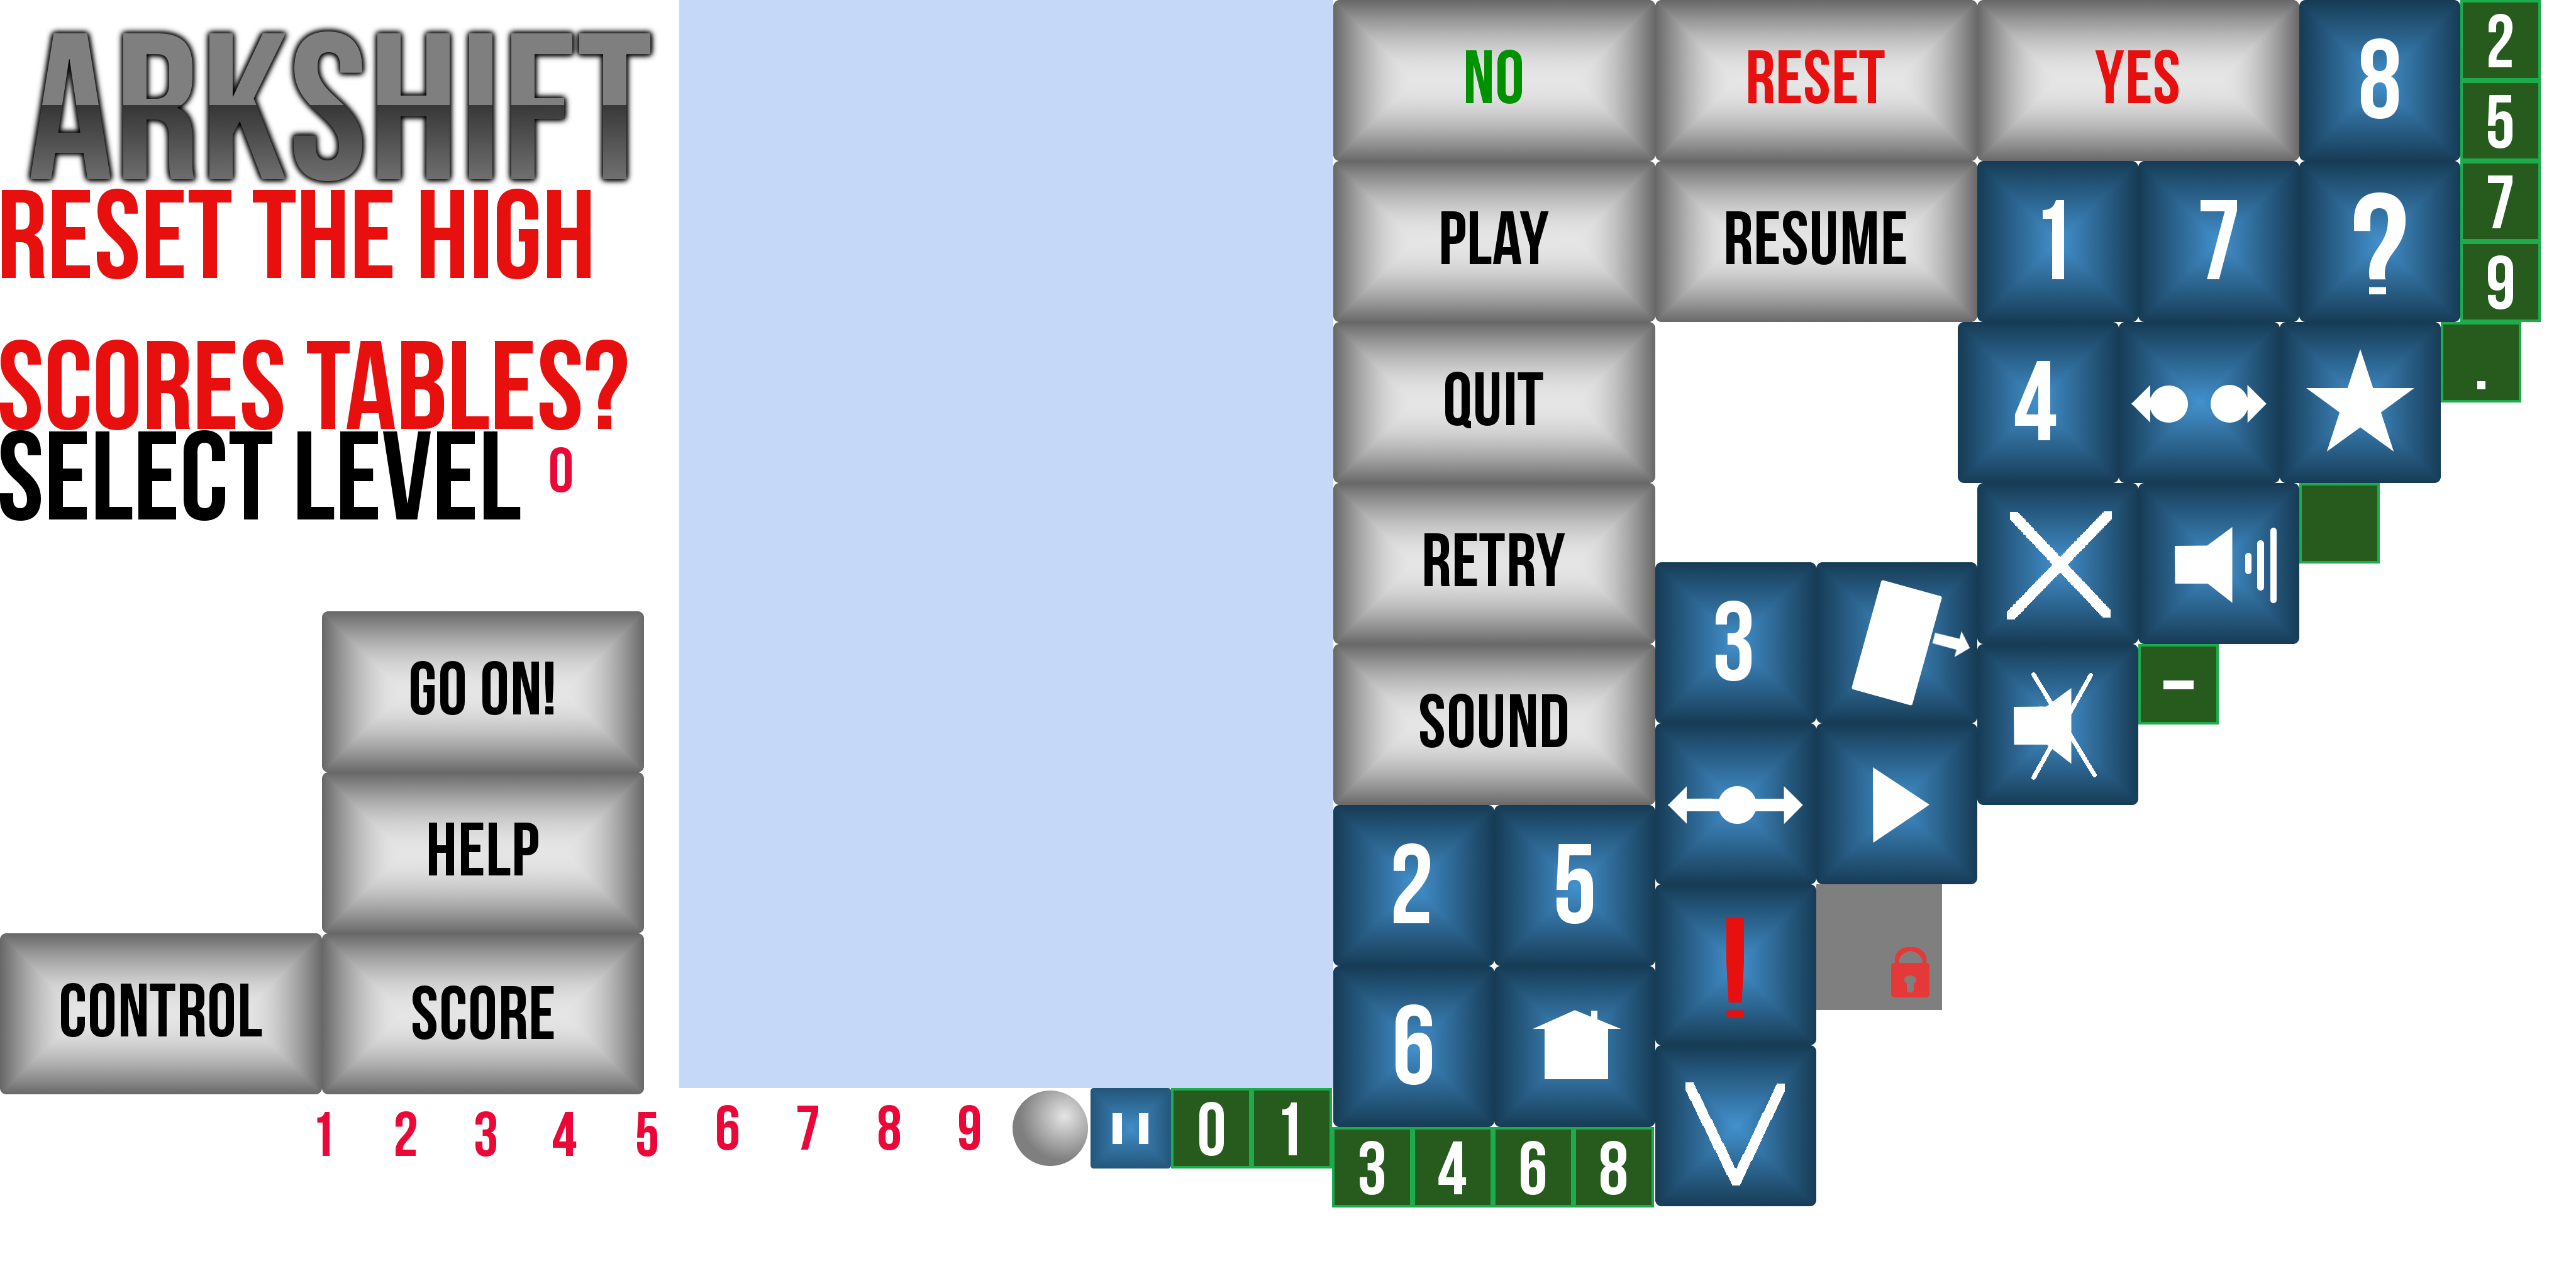 ARKSHIFT
RESET THE HIGH
SCORES TABLES?
SELECT LEVEL 0
GO ON!
HELP
CONTROL SCORE
1 2 3 4 5 6 7 8 9
0 1
NO RESET YES 8 2
5
PLAY RESUME 1 7 ? 7
9
QUIT 4 .
RETRY
3
SOUND -
2 5
!
6
3 4 6 8